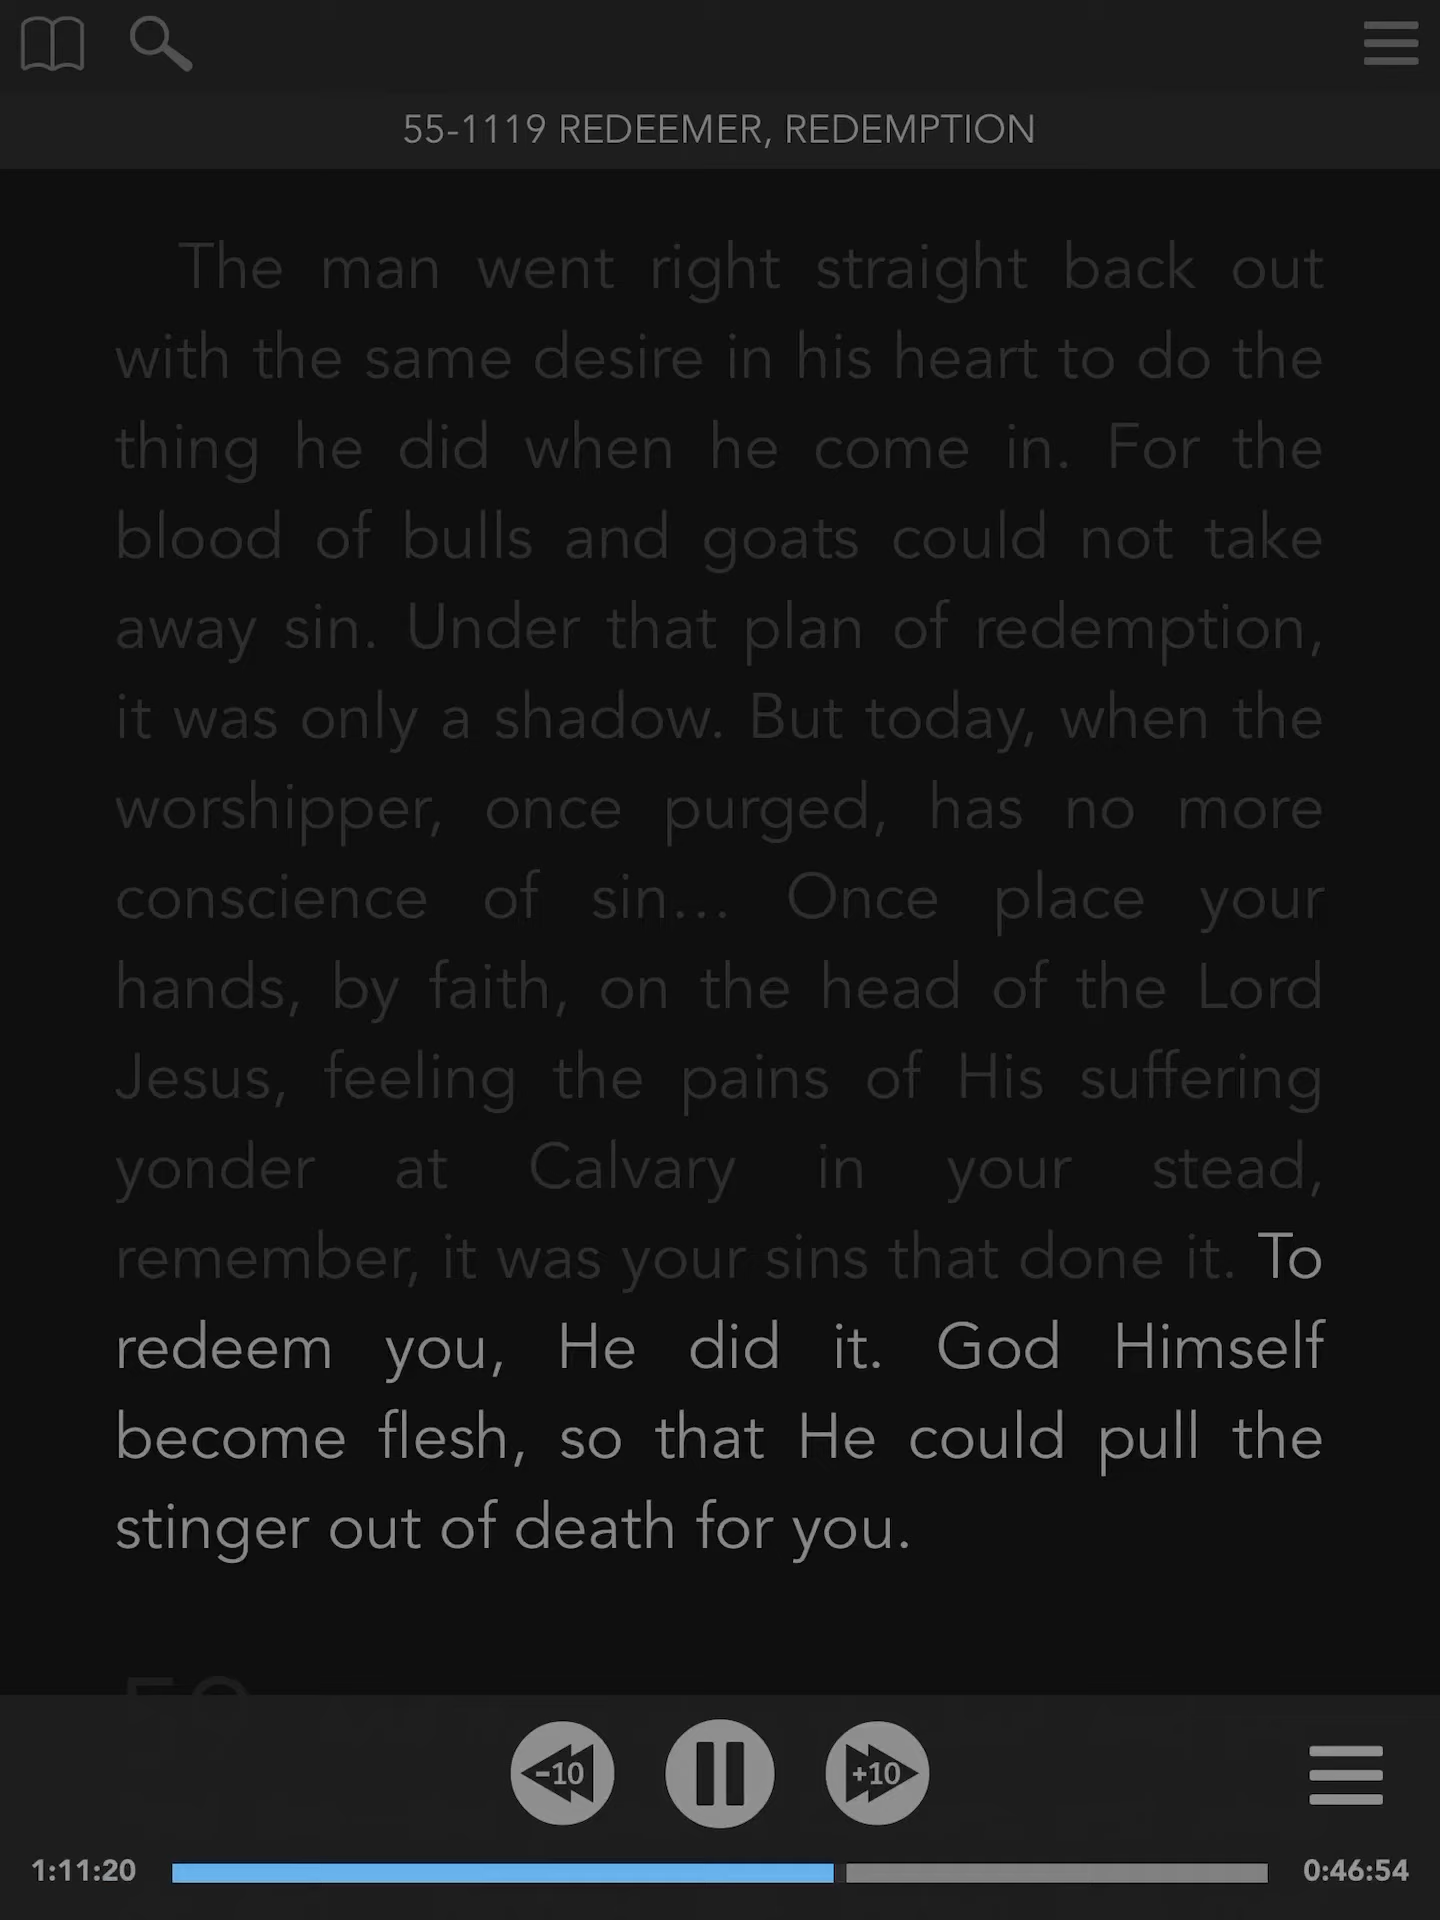 55-1119 REDEEMER, REDEMPTION
The man went right straight back out
with the same desire in his heart to do the
thing he did when he come in. For the
blood of bulls and goats could not take
away sin. Under that plan of redemption,
it was only a shadow. But today, when the
worshipper, once purged, has no more
conscience of sin... Once place your
hands, by faith, on the head of the Lord
Jesus, feeling the pains of His suffering
yonder at Calvary in your stead,
remember, it was your sins that done it. To
redeem you, He did it. God Himself
become flesh, so that He could pull the
stinger out of death for you.
-10 +10
1:11:20 0:46:54